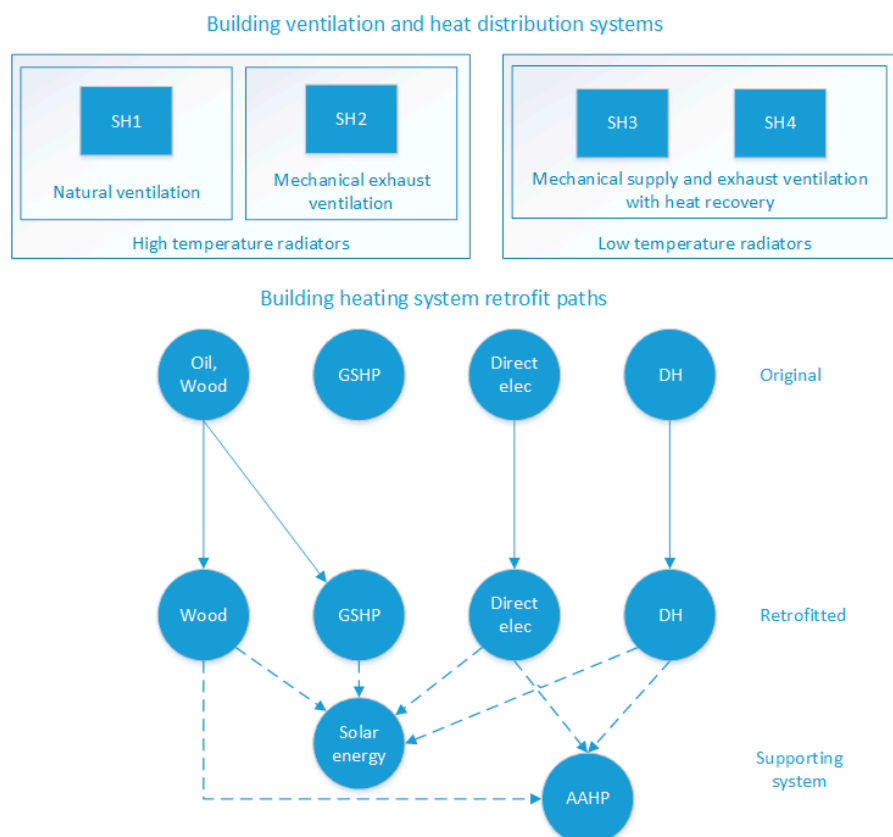 Building ventilation and heat distribution systems
SH1
SH2
SH3
SH4
Natural ventilation
Mechanical exhaust
ventilation
Mechanical supply and exhaust ventilation
with heat recovery
High temperature radiators
Low temperature radiators
Building heating system retrofit paths
Oil,
Wood
GSHP
Direct
elec
DH
Original
Wood
GSHP
Direct
elec
DH
Retrofitted
Solar
energy
AAHP
Supporting
system